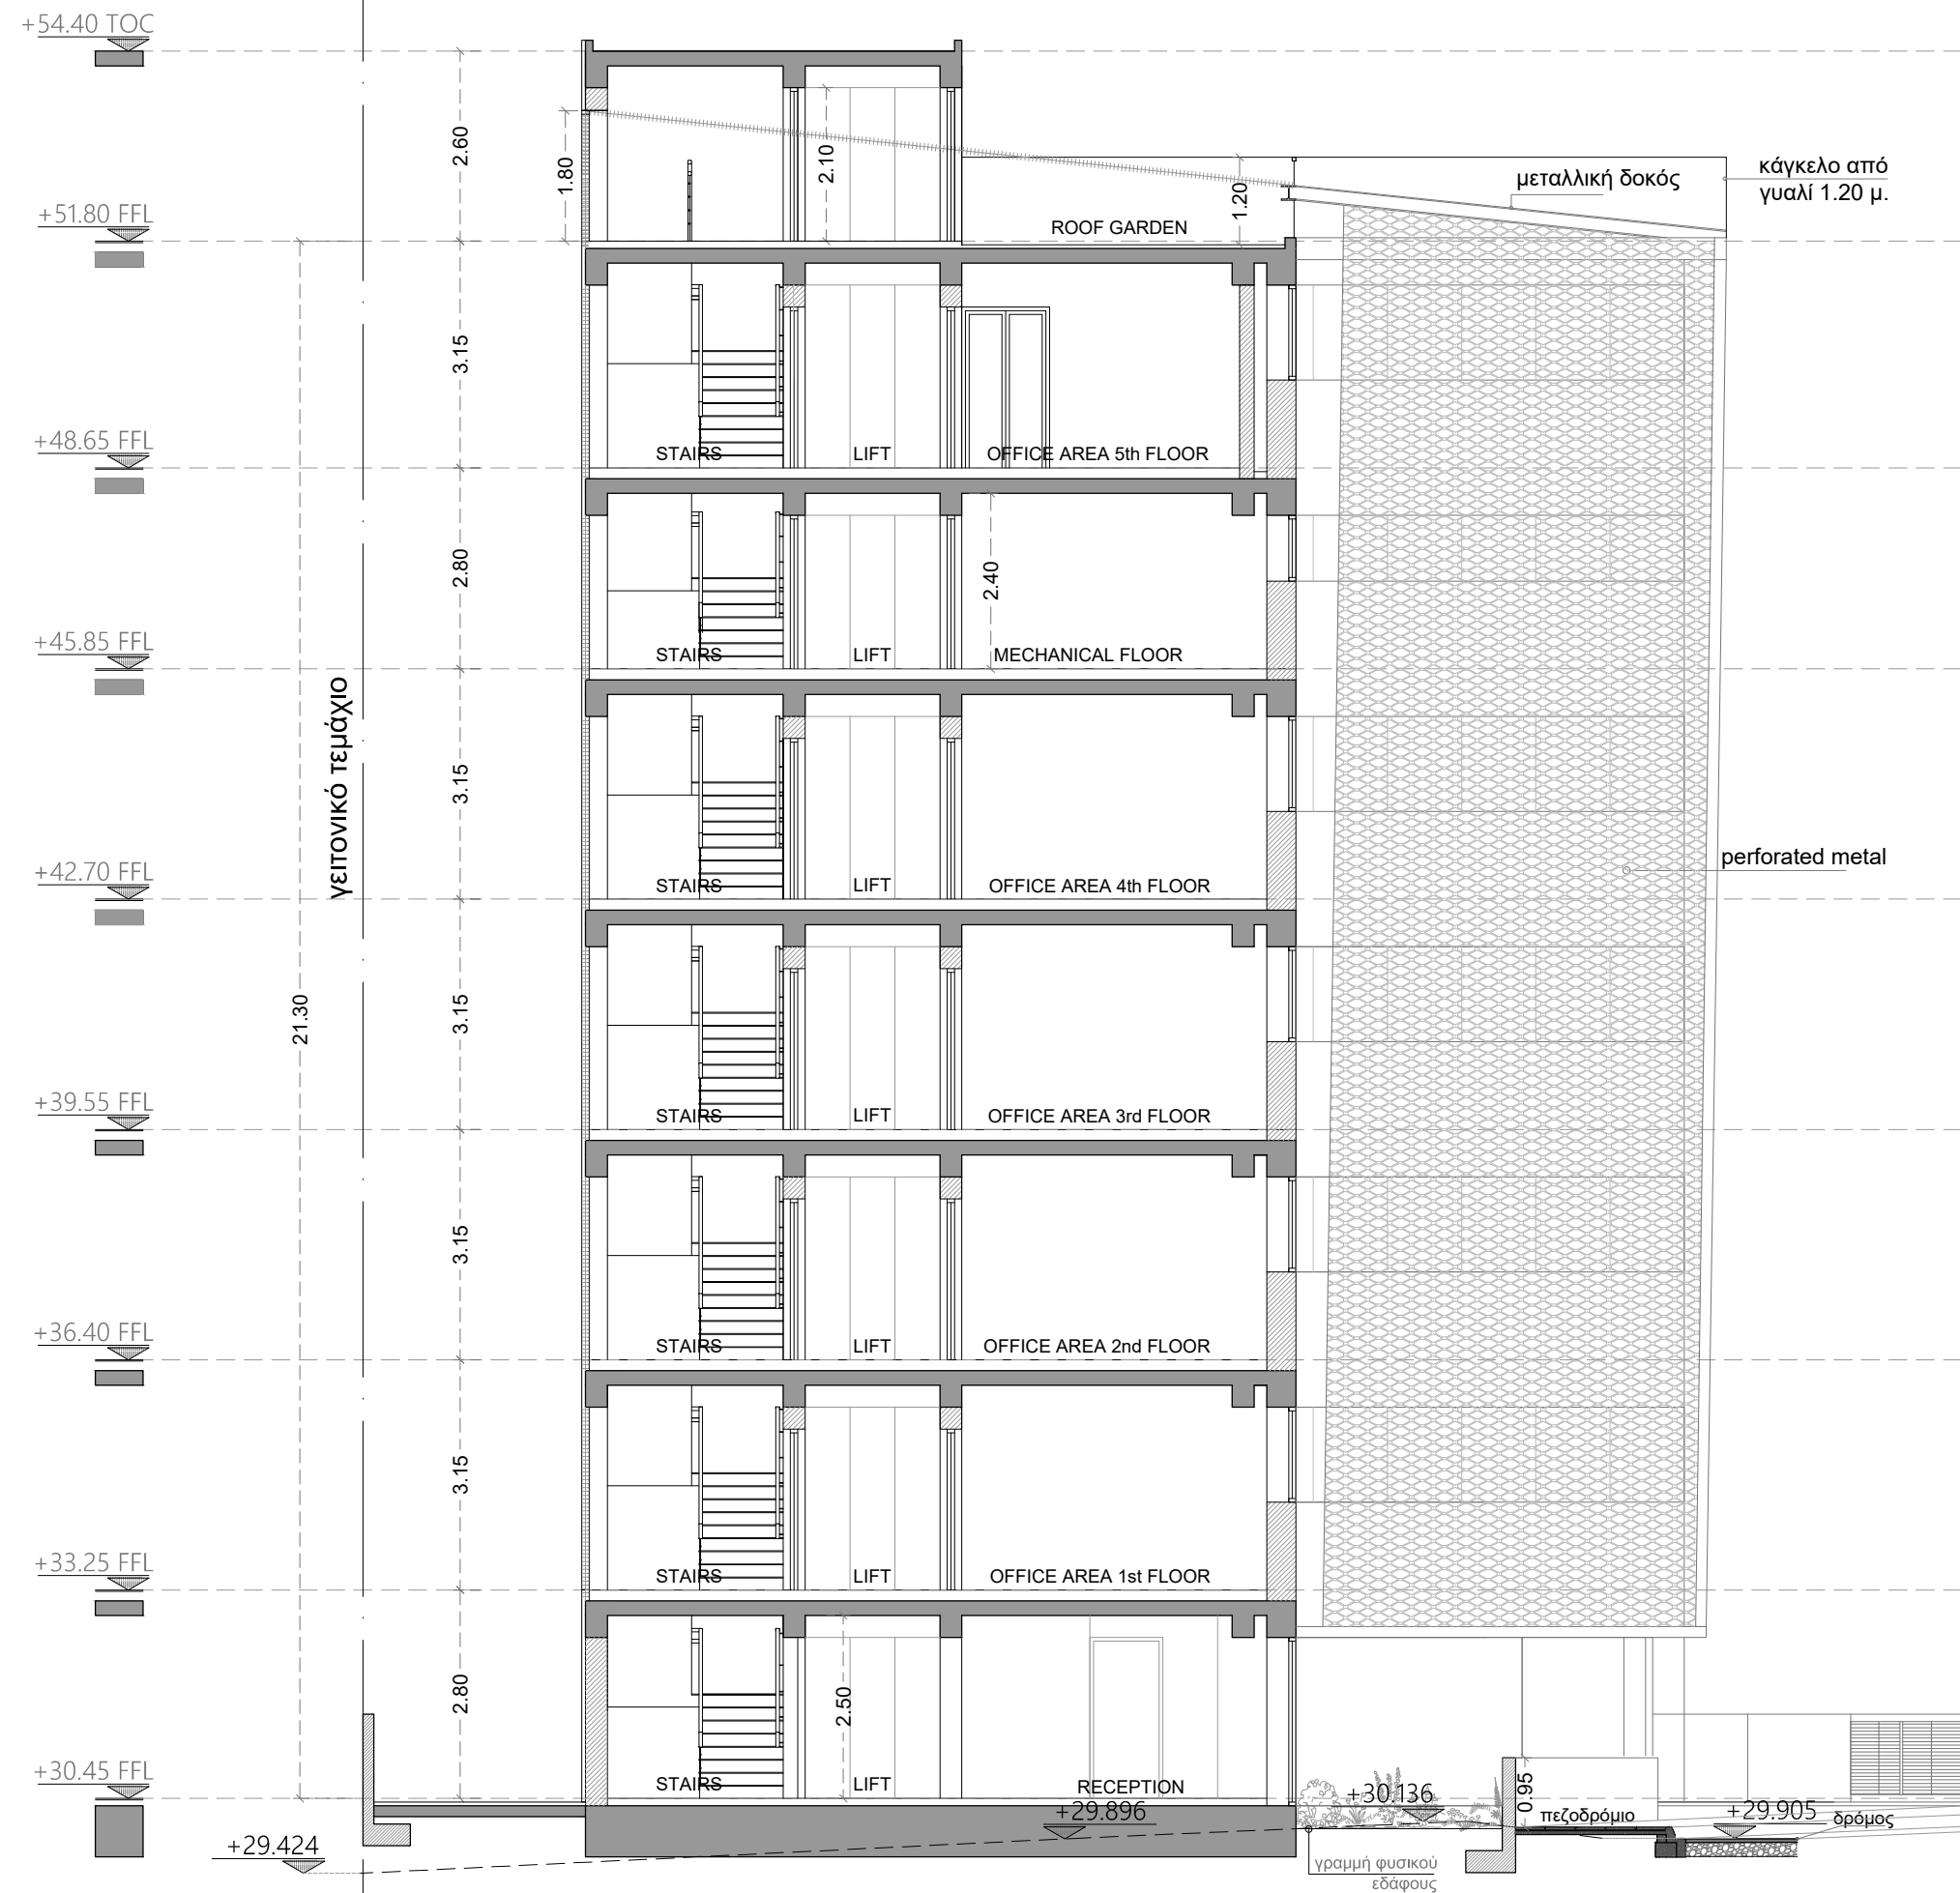 +54.40 TOC
2.60
1.80
2.10
1.20
μεταλλική δοκός
κάγκελο από
γυαλί 1.20 μ.
+51.80 FFL
ROOF GARDEN
3.15
+48.65 FFL
STAIRS
LIFT
OFFICE AREA 5th FLOOR
2.80
2.40
+45.85 FFL
STAIRS
LIFT
MECHANICAL FLOOR
γειτονικό τεμάχιο
3.15
perforated metal
+42.70 FFL
STAIRS
LIFT
OFFICE AREA 4th FLOOR
21.30
3.15
+39.55 FFL
STAIRS
LIFT
OFFICE AREA 3rd FLOOR
3.15
+36.40 FFL
STAIRS
LIFT
OFFICE AREA 2nd FLOOR
3.15
+33.25 FFL
STAIRS
LIFT
OFFICE AREA 1st FLOOR
2.80
2.50
+30.45 FFL
STAIRS
LIFT
RECEPTION
+29.896
+30.136
0.95
πεζοδρόμιο
+29.905
δρόμος
+29.424
γραμμή φυσικού
εδάφους